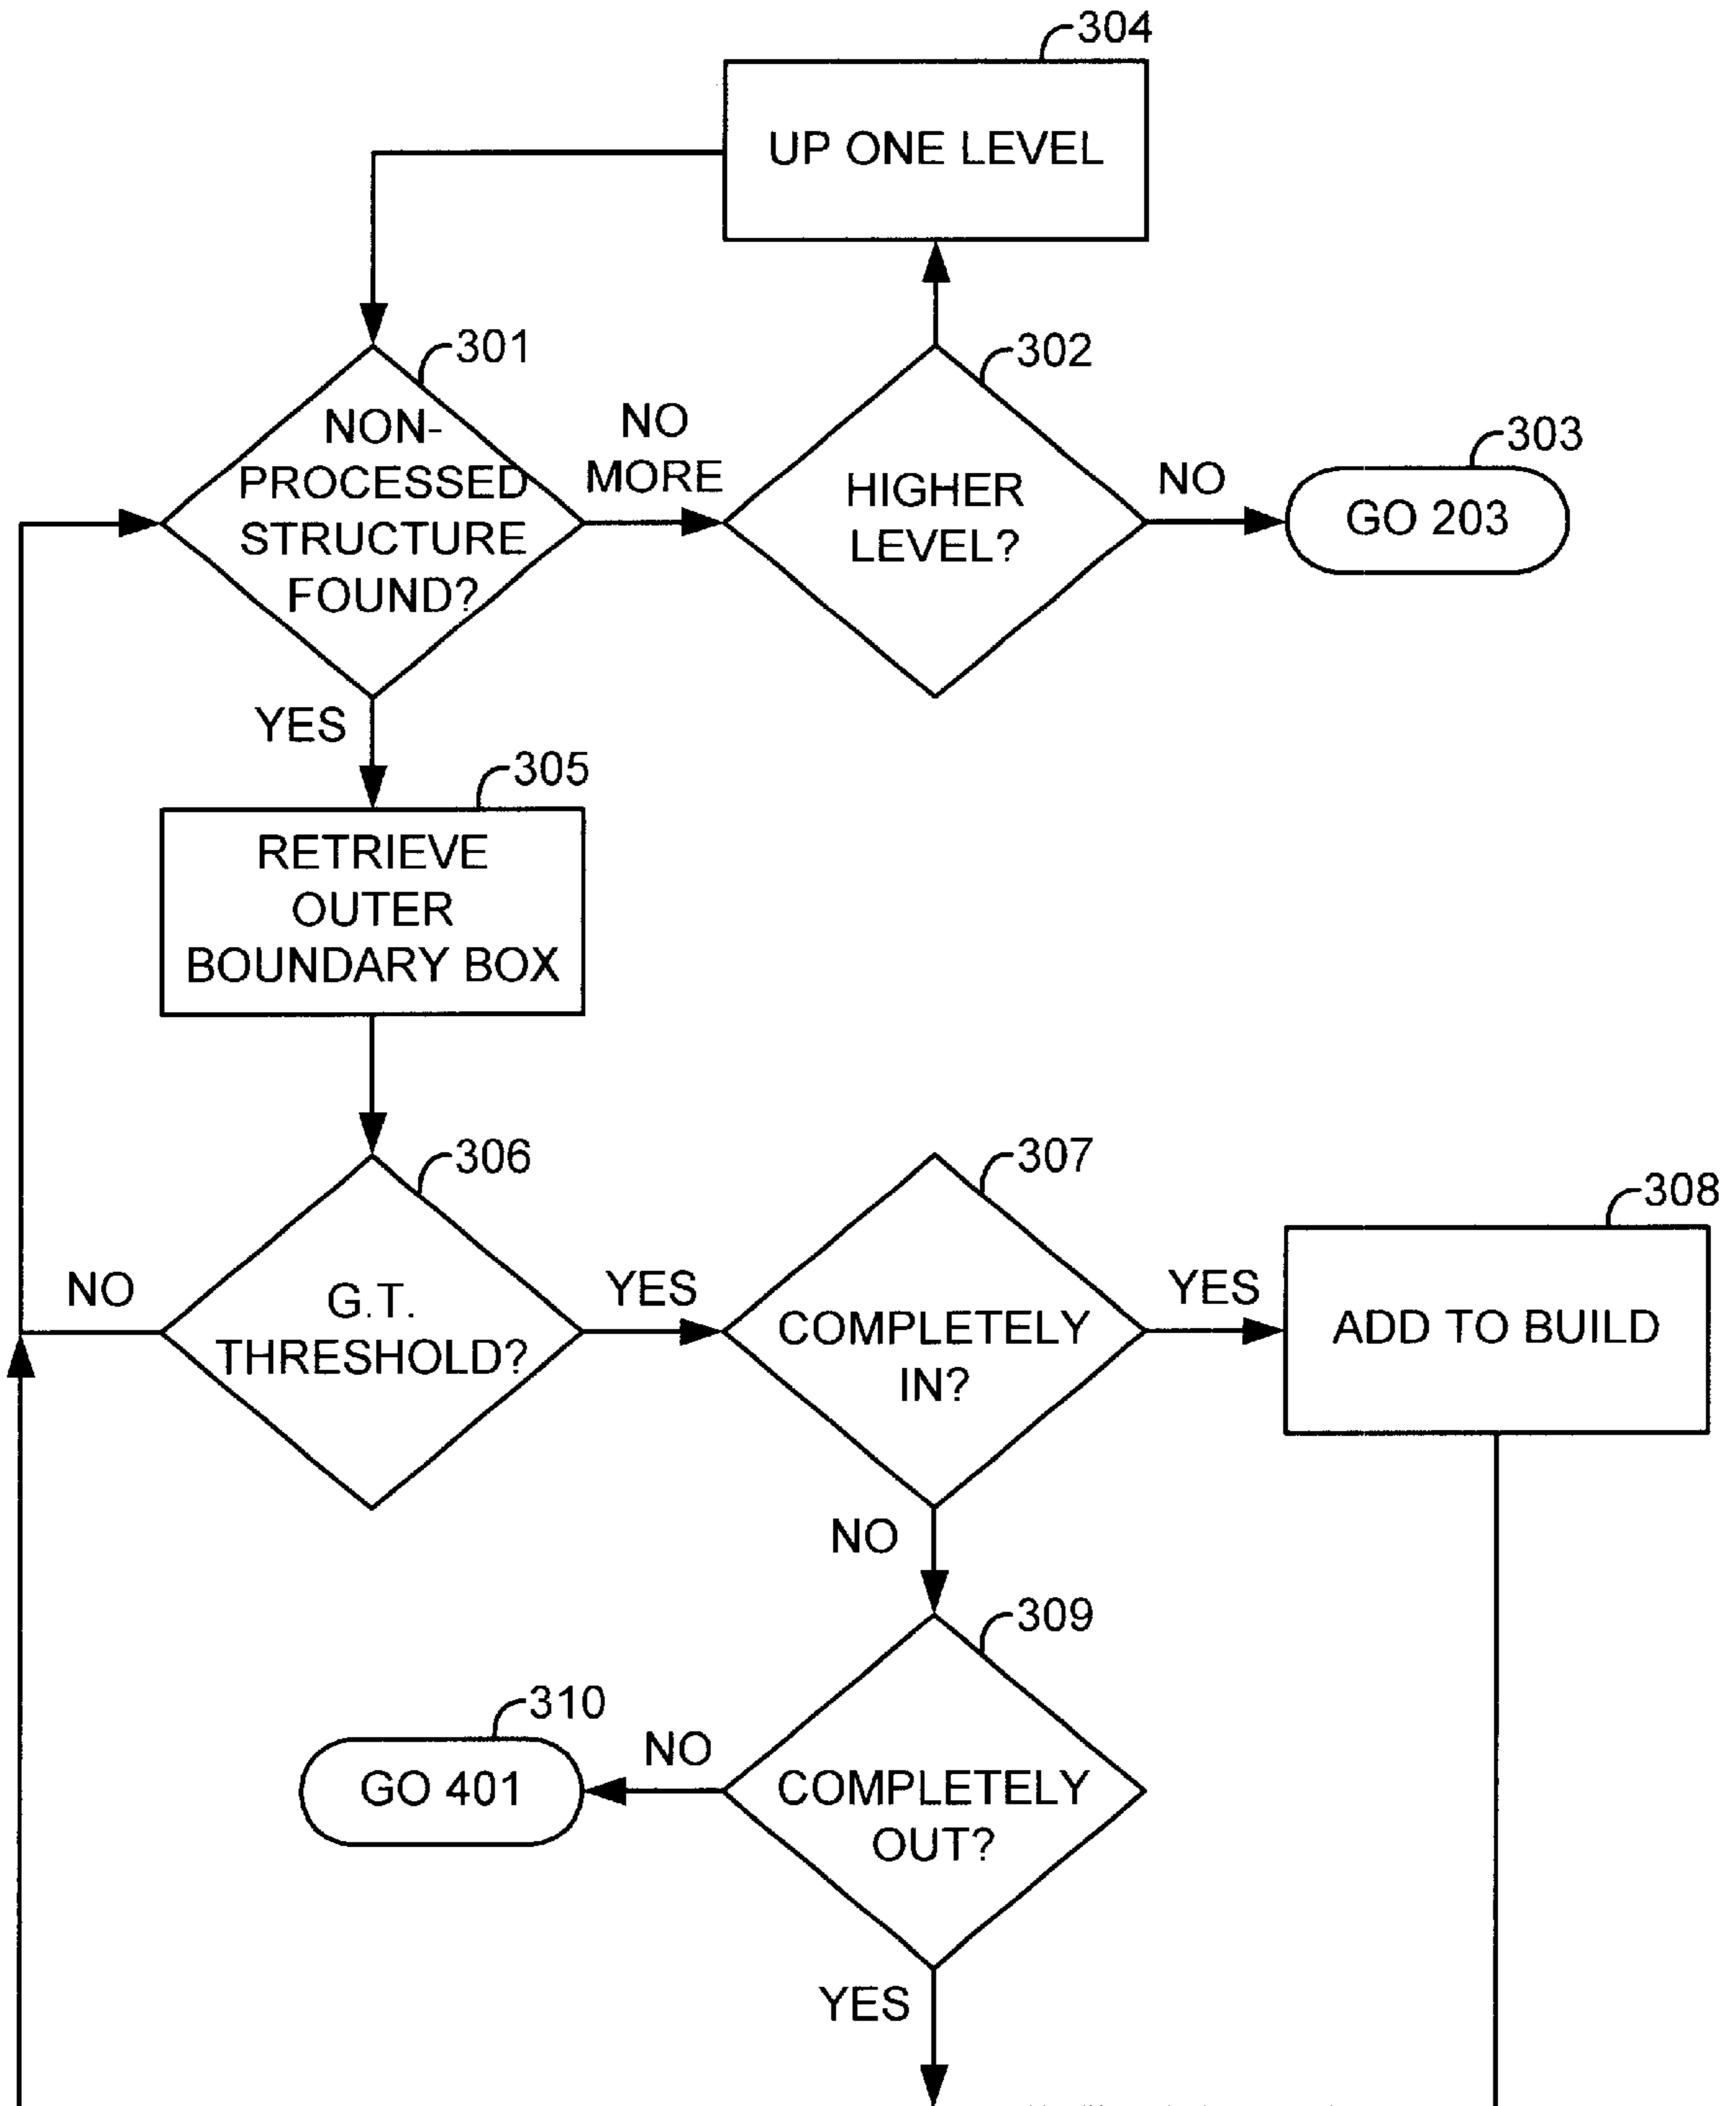 304
UP ONE LEVEL
301
NON-
PROCESSED
STRUCTURE
FOUND?
NO
MORE
302
HIGHER
LEVEL?
NO
303
GO 203
YES
305
RETRIEVE
OUTER
BOUNDARY BOX
306
G.T.
THRESHOLD?
NO
YES
307
COMPLETELY
IN?
YES
308
ADD TO BUILD
NO
309
COMPLETELY
OUT?
NO
310
GO 401
YES